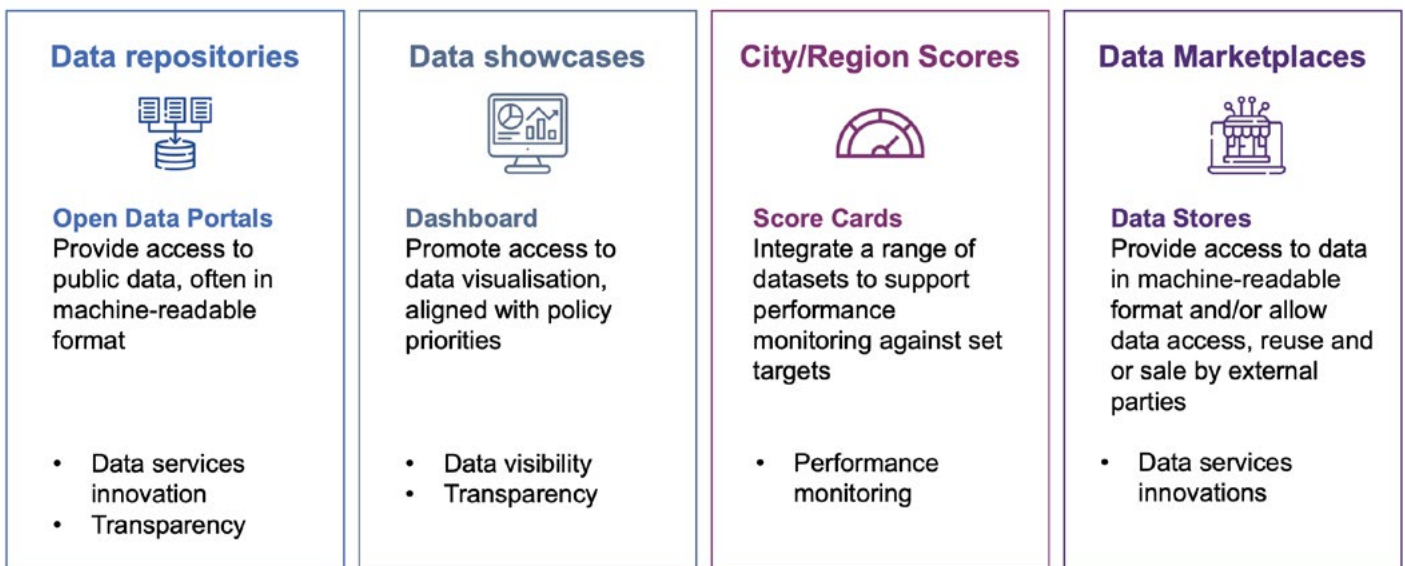 Data repositories
Open Data Portals
Provide access to
public data, often in
machine-readable
format
• Data services
innovation
• Transparency
Data showcases
Dashboard
Promote access to
data visualisation,
aligned with policy
priorities
• Data visibility
• Transparency
City/Region Scores
Score Cards
Integrate a range of
datasets to support
performance
monitoring against set
targets
• Performance
monitoring
Data Marketplaces
Data Stores
Provide access to data
in machine-readable
format and/or allow
data access, reuse and
or sale by external
parties
• Data services
innovations